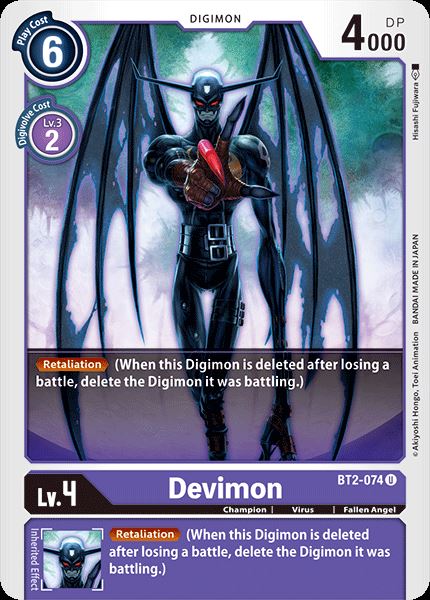 Play Cost
6
DIGIMON
DP
4000
Digivolve Cost
Lv.3
2
Hisashi Fujiwara
©Akiyoshi Hongo, Toei Animation BANDAI MADE IN JAPAN
Retaliation (When this Digimon is deleted after losing a
battle, delete the Digimon it was battling.)
BT2-074 U
Lv.4
Devimon
Champion | Virus | Fallen Angel
Inherited Effect
Retaliation (When this Digimon is deleted
after losing a battle, delete the Digimon it was
battling.)